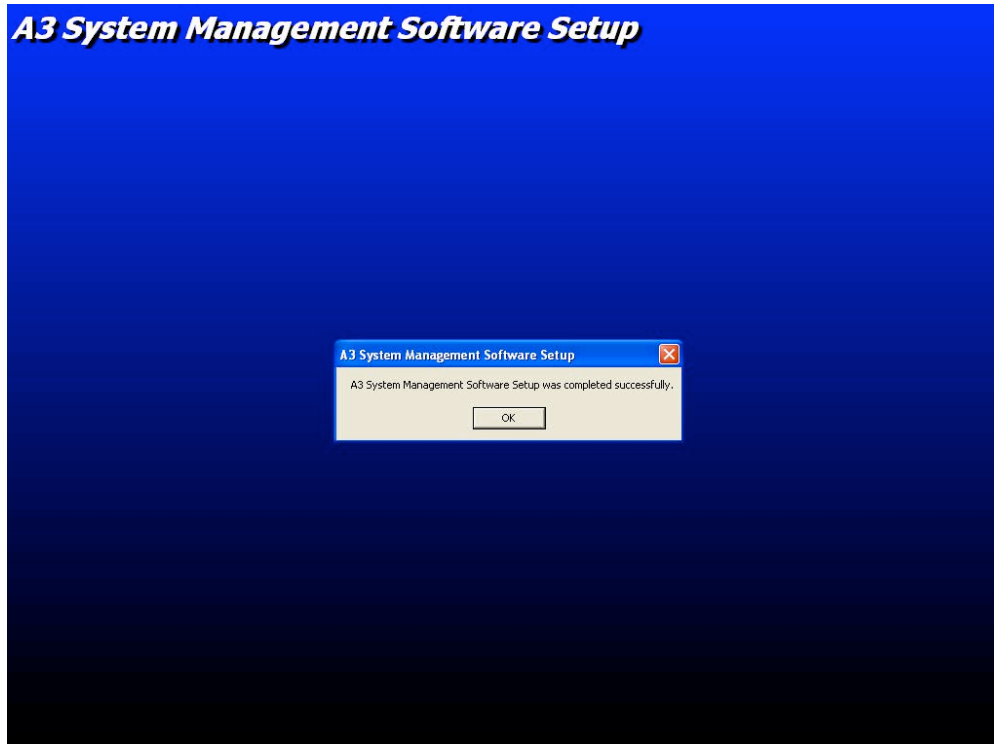 A3 System Management Software Setup
A3 System Management Software Setup
A3 System Management Software Setup was completed successfully.
OK